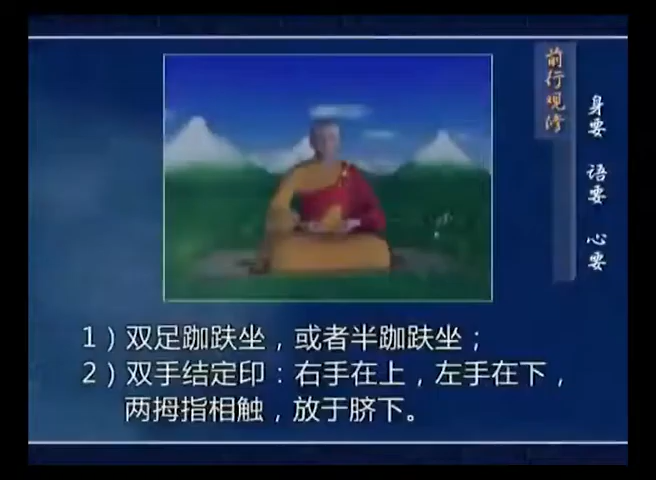 前行观修
身要 语要 心要
1）双足跏趺坐，或者半跏趺坐；
2）双手结定印：右手在上，左手在下，
两拇指相触，放于脐下。